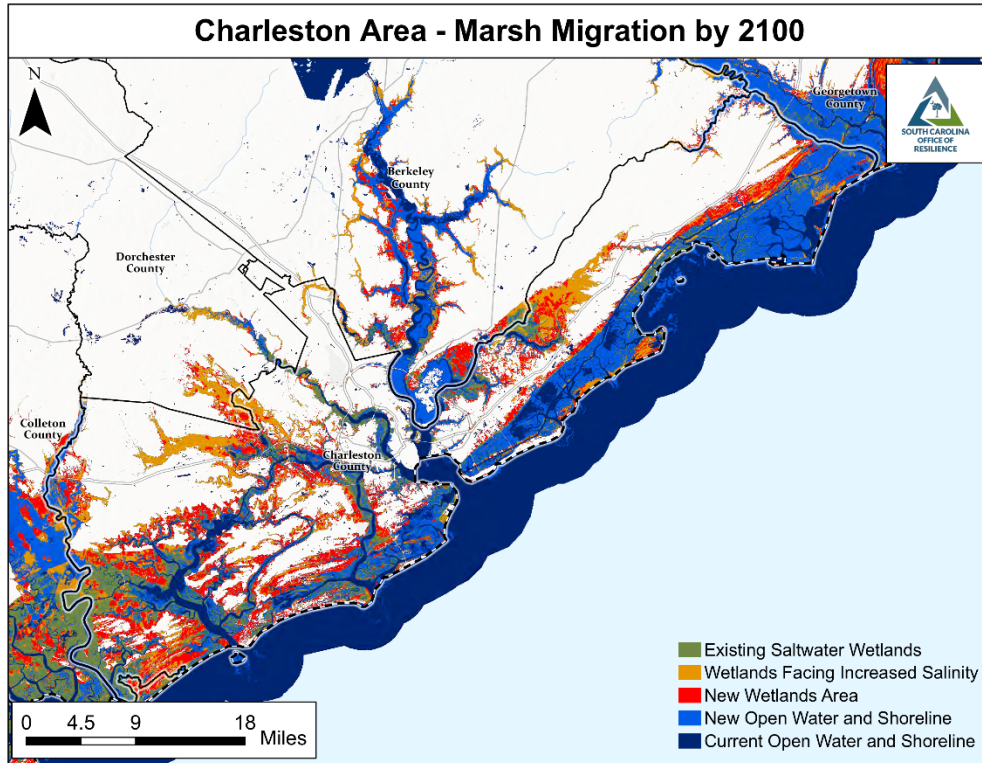 Charleston Area - Marsh Migration by 2100
N
Georgetown
County
SOUTH CAROLINA
OFFICE OF
RESILIENCE
Berkeley
County
Dorchester
County
Colleton
County
Charleston
County
Existing Saltwater Wetlands
Wetlands Facing Increased Salinity
New Wetlands Area
New Open Water and Shoreline
Current Open Water and Shoreline
0 4.5 9 18
Miles